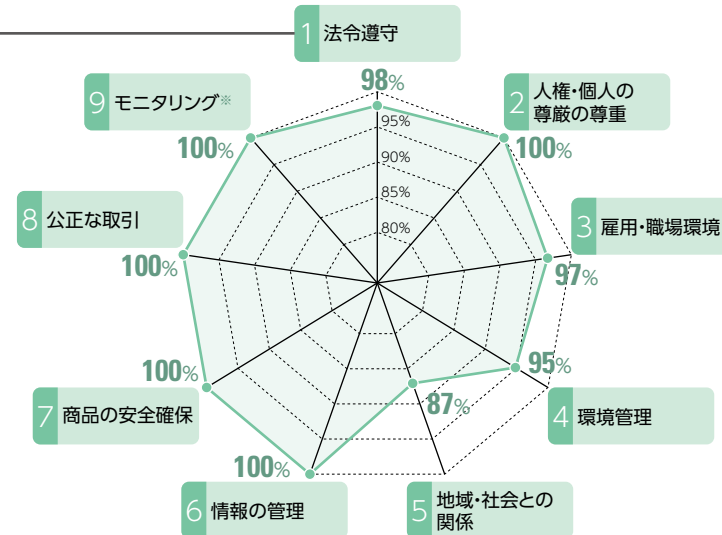 1 法令遵守
98%
2 人権・個人の
尊厳の尊重
100%
3 雇用・職場環境
97%
4 環境管理
95%
5 地域・社会との
関係
87%
6 情報の管理
100%
7 商品の安全確保
100%
8 公正な取引
100%
9 モニタリング※
100%
95%
90%
85%
80%